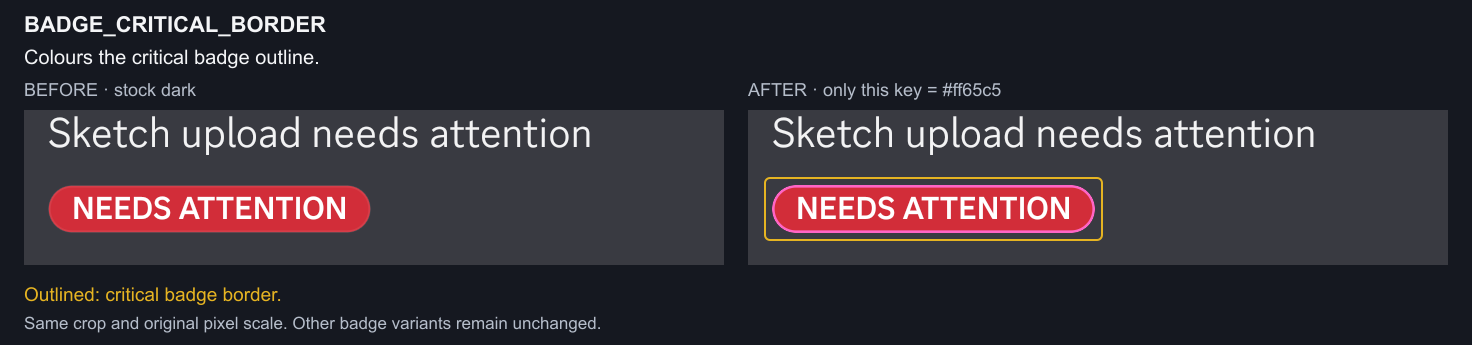 BADGE_CRITICAL_BORDER
Colours the critical badge outline.
BEFORE · stock dark
Sketch upload needs attention
NEEDS ATTENTION
AFTER · only this key = #ff65c5
Sketch upload needs attention
NEEDS ATTENTION
Outlined: critical badge border.
Same crop and original pixel scale. Other badge variants remain unchanged.